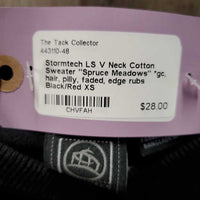 The Tack Collector
443110-48
Stormtech LS V Neck Cotton
Sweater "Spruce Meadows" *gc,
hair, pilly, faded, edge rubs
Black/Red XS
$28.00
CHVFAH